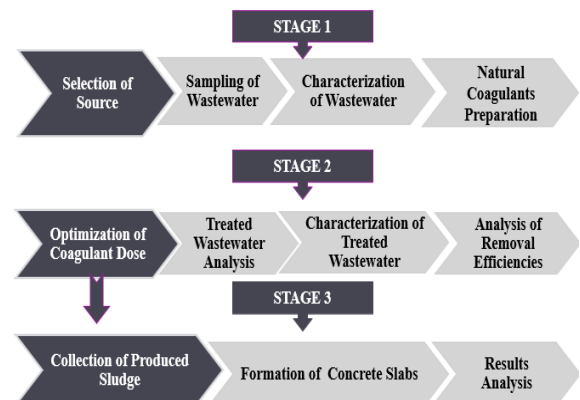 STAGE 1
Selection of
Source
Sampling of
Wastewater
Characterization
of Wastewater
Natural
Coagulants
Preparation
STAGE 2
Optimization of
Coagulant Dose
Treated
Wastewater
Analysis
Characterization of
Treated
Wastewater
Analysis of
Removal
Efficiencies
STAGE 3
Collection of Produced
Sludge
Formation of Concrete Slabs
Results
Analysis